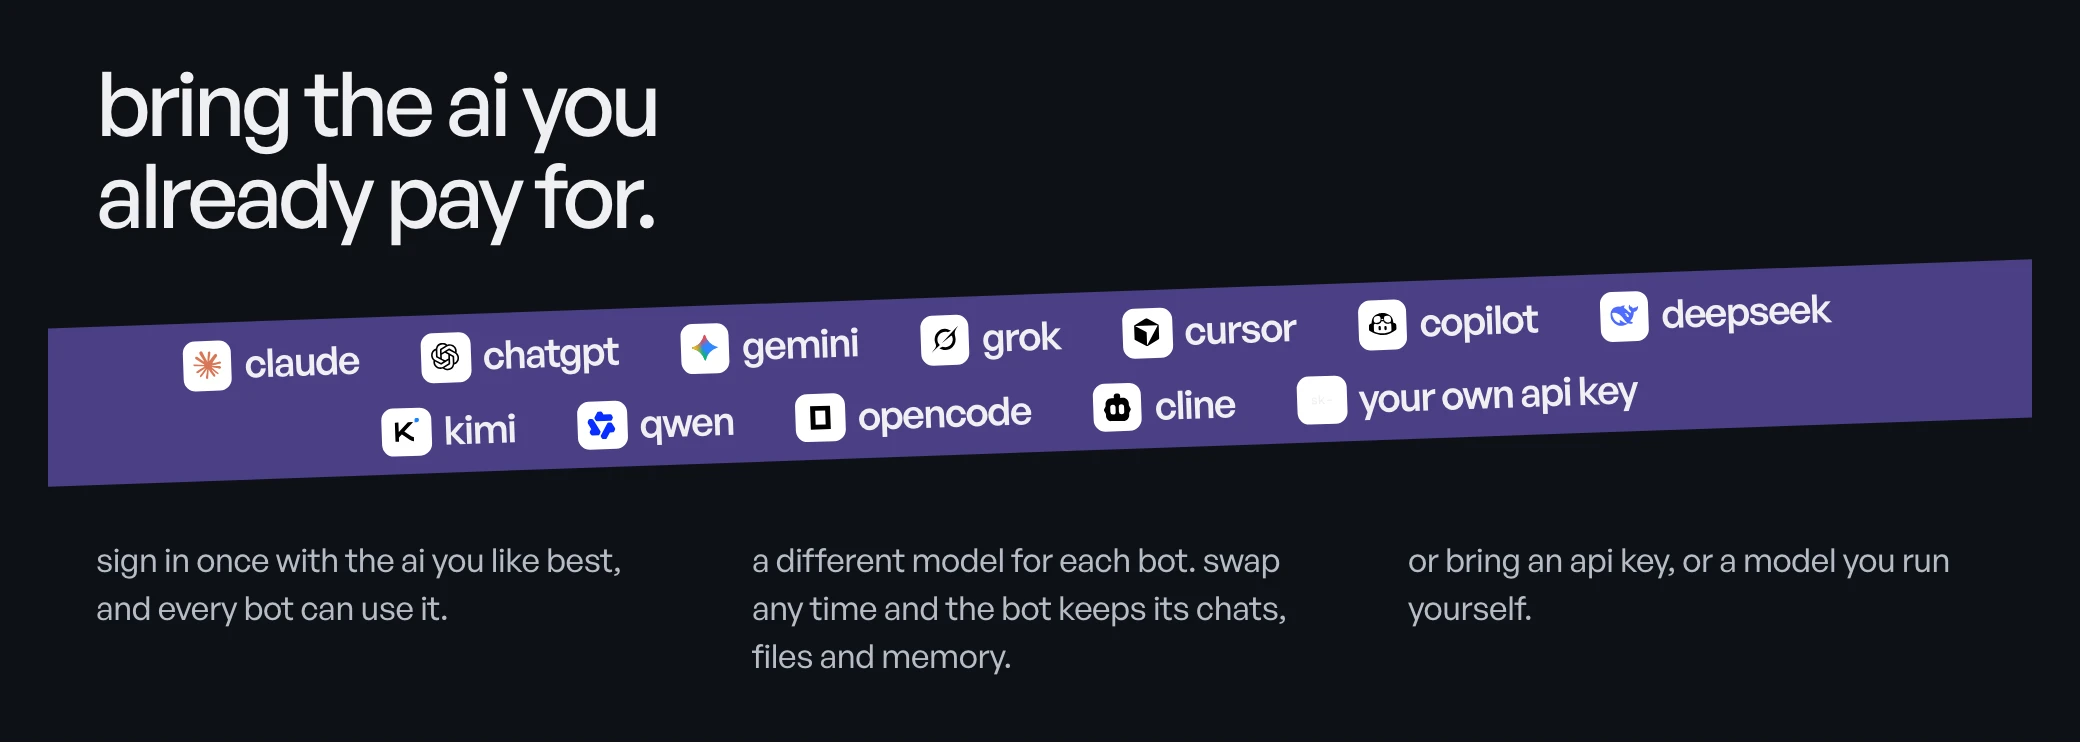 bring the ai you
already pay for.
claude chatgpt gemini grok cursor copilot deepseek
kimi qwen opencode cline sk- your own api key
sign in once with the ai you like best,
and every bot can use it.
a different model for each bot. swap
any time and the bot keeps its chats,
files and memory.
or bring an api key, or a model you run
yourself.